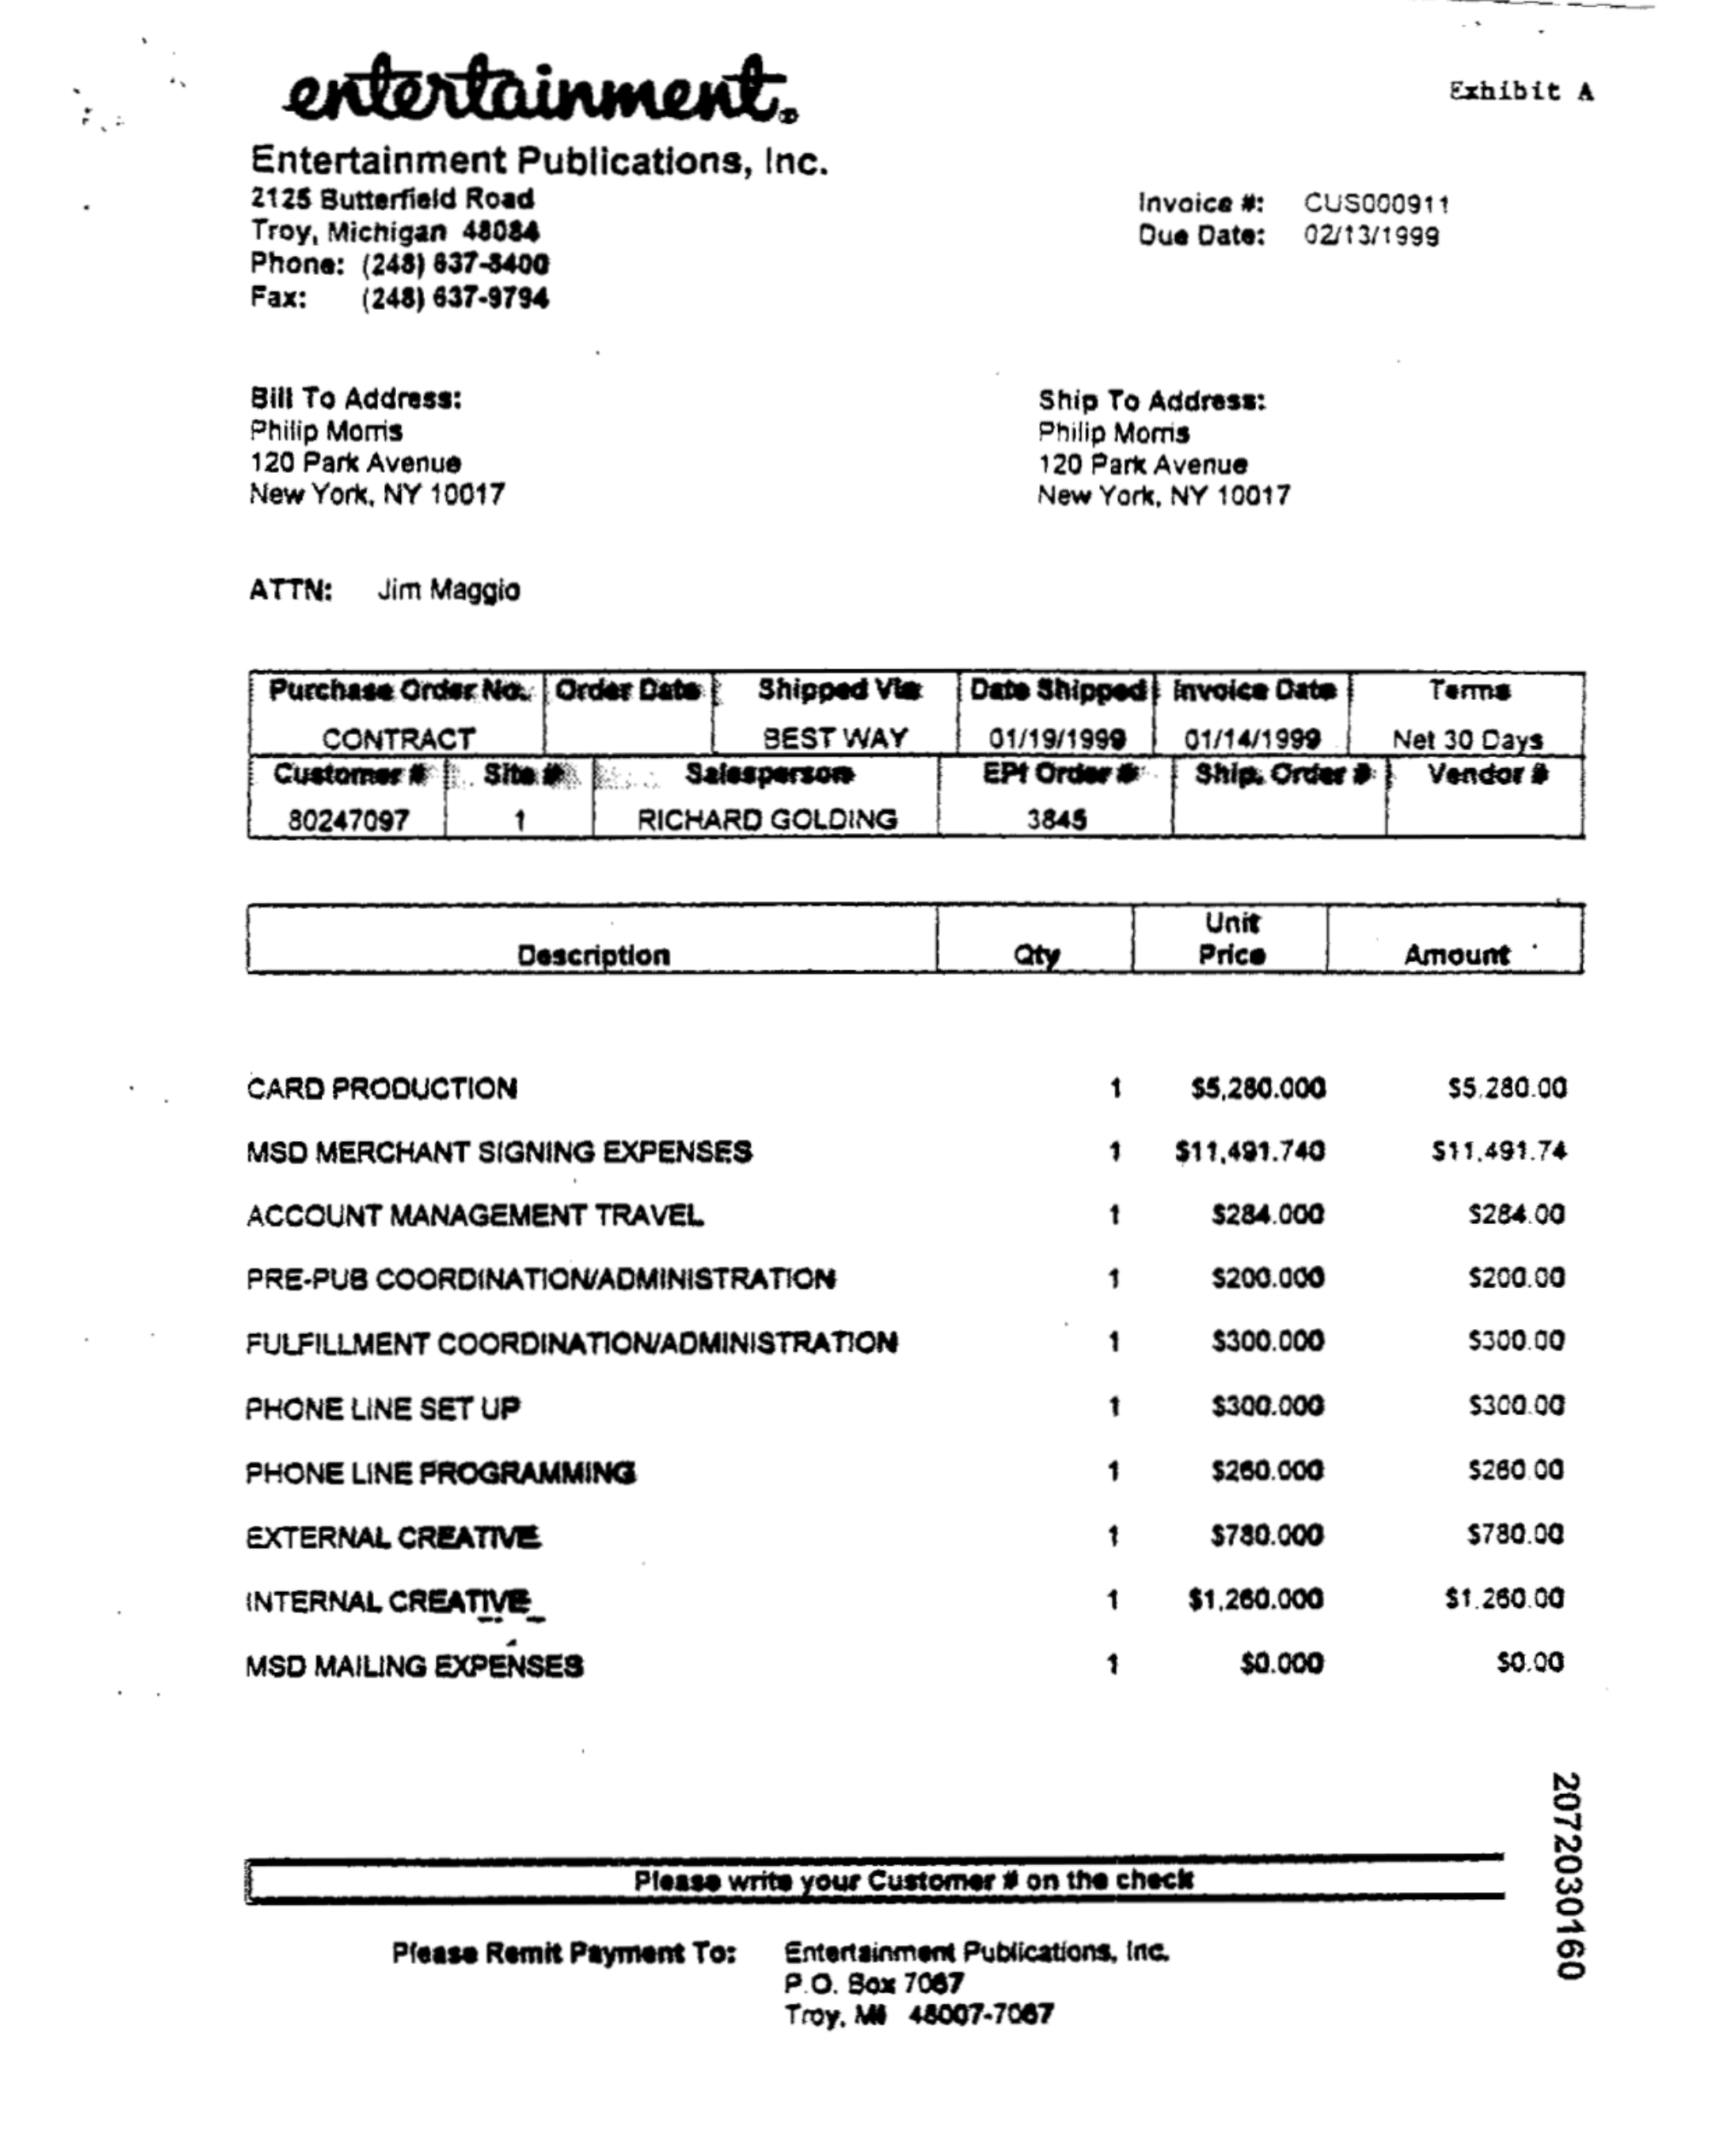 entertainment®
Exhibit A
Entertainment Publications, Inc.
2125 Butterfield Road
Troy, Michigan 48084
Phone: (248) 637-8400
Fax: (248) 637-9794
Invoice #: CUS000911
Due Date: 02/13/1999
Bill To Address:
Philip Morris
120 Park Avenue
New York, NY 10017
Ship To Address:
Philip Morris
120 Park Avenue
New York, NY 10017
ATTN: Jim Maggio
Purchase Order No. Order Date Shipped Via Date Shipped Invoice Date Terms
CONTRACT BEST WAY 01/19/1999 01/14/1999 Net 30 Days
Customer # Site # Salesperson EPI Order # Ship. Order # Vendor #
80247097 1 RICHARD GOLDING 3845
Description Qty Unit Price Amount
CARD PRODUCTION 1 $5,280.000 $5,280.00
MSD MERCHANT SIGNING EXPENSES 1 $11,491.740 $11,491.74
ACCOUNT MANAGEMENT TRAVEL 1 $284.000 $284.00
PRE-PUB COORDINATION/ADMINISTRATION 1 $200.000 $200.00
FULFILLMENT COORDINATION/ADMINISTRATION 1 $300.000 $300.00
PHONE LINE SET UP 1 $300.000 $300.00
PHONE LINE PROGRAMMING 1 $260.000 $260.00
EXTERNAL CREATIVE 1 $780.000 $780.00
INTERNAL CREATIVE 1 $1,260.000 $1,260.00
MSD MAILING EXPENSES 1 $0.000 $0.00
Please write your Customer # on the check
Please Remit Payment To: Entertainment Publications, Inc.
P.O. Box 7067
Troy, MI 48007-7067
2072030160